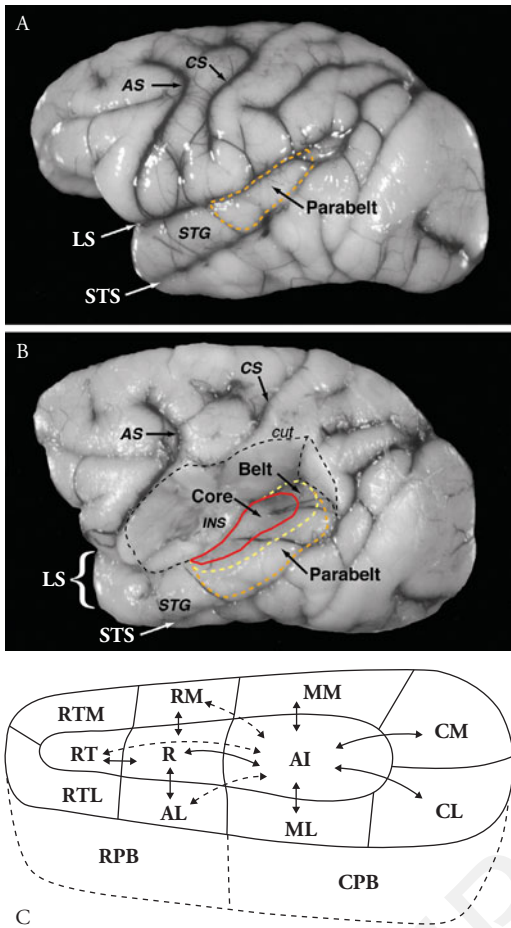 A
CS
AS
Parabelt
LS
STG
STS
B
CS
AS
cut
Belt
Core
INS
LS
Parabelt
STG
STS
RM
MM
RTM
CM
RT
R
AI
RTL
AL
ML
CL
RPB
CPB
C